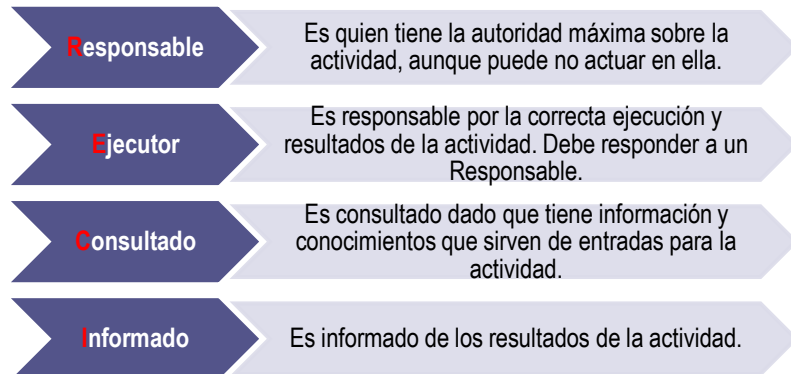 Responsable
Es quien tiene la autoridad máxima sobre la
actividad, aunque puede no actuar en ella.
Ejecutor
Es responsable por la correcta ejecución y
resultados de la actividad. Debe responder a un
Responsable.
Consultado
Es consultado dado que tiene información y
conocimientos que sirven de entradas para la
actividad.
Informado
Es informado de los resultados de la actividad.